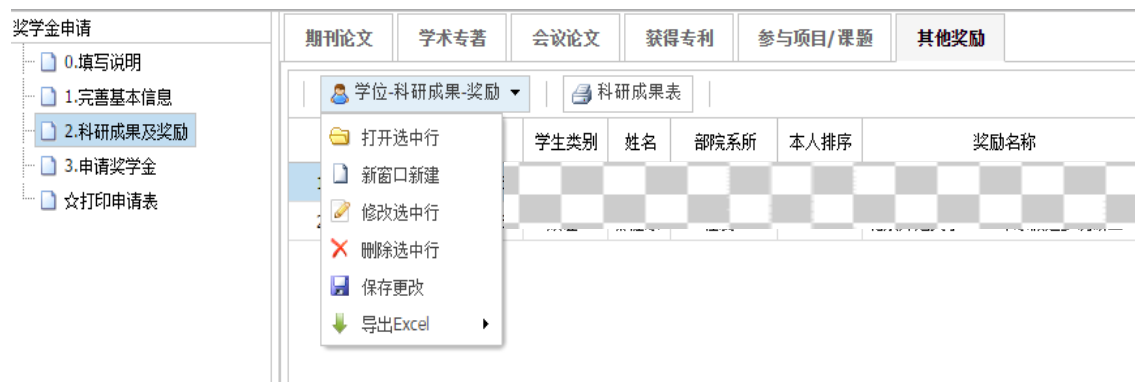 奖学金申请
0.填写说明
1.完善基本信息
2.科研成果及奖励
3.申请奖学金
☆打印申请表
期刊论文 学术专著 会议论文 获得专利 参与项目/课题 其他奖励
学位-科研成果-奖励 科研成果表
学生类别 姓名 部院系所 本人排序 奖励名称
打开选中行
新窗口新建
修改选中行
删除选中行
保存更改
导出Excel